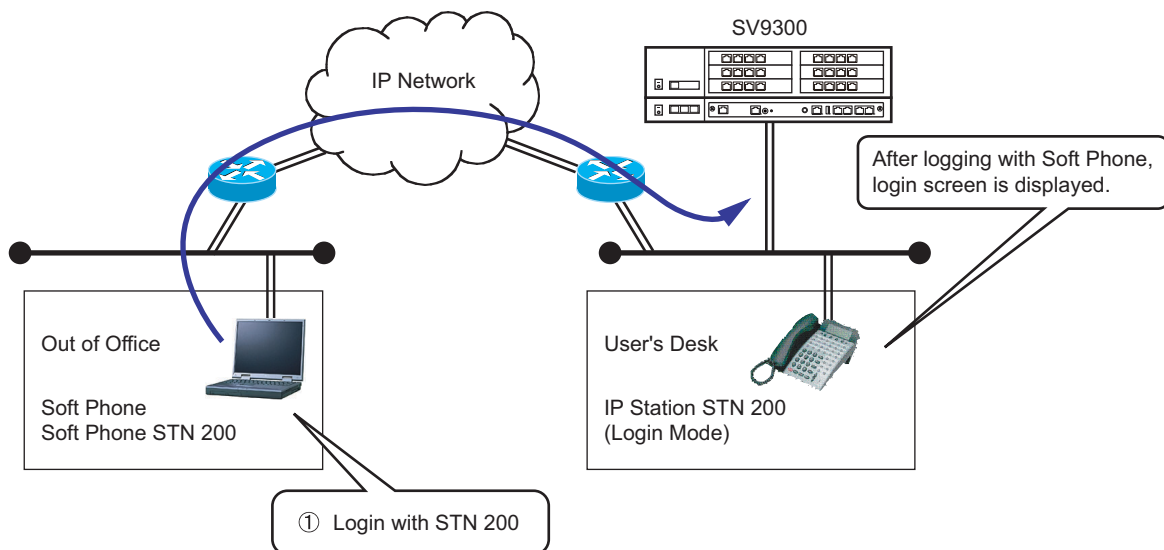 SV9300
IP Network
After logging with Soft Phone,
login screen is displayed.
Out of Office
Soft Phone
Soft Phone STN 200
User's Desk
IP Station STN 200
(Login Mode)
① Login with STN 200